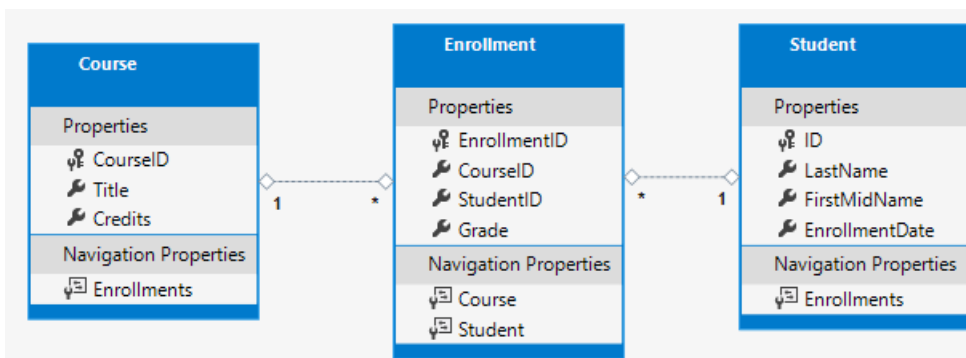 Course
Properties
CourseID
Title
Credits
Navigation Properties
Enrollments
1
*
Enrollment
Properties
EnrollmentID
CourseID
StudentID
Grade
Navigation Properties
Course
Student
*
1
Student
Properties
ID
LastName
FirstMidName
EnrollmentDate
Navigation Properties
Enrollments